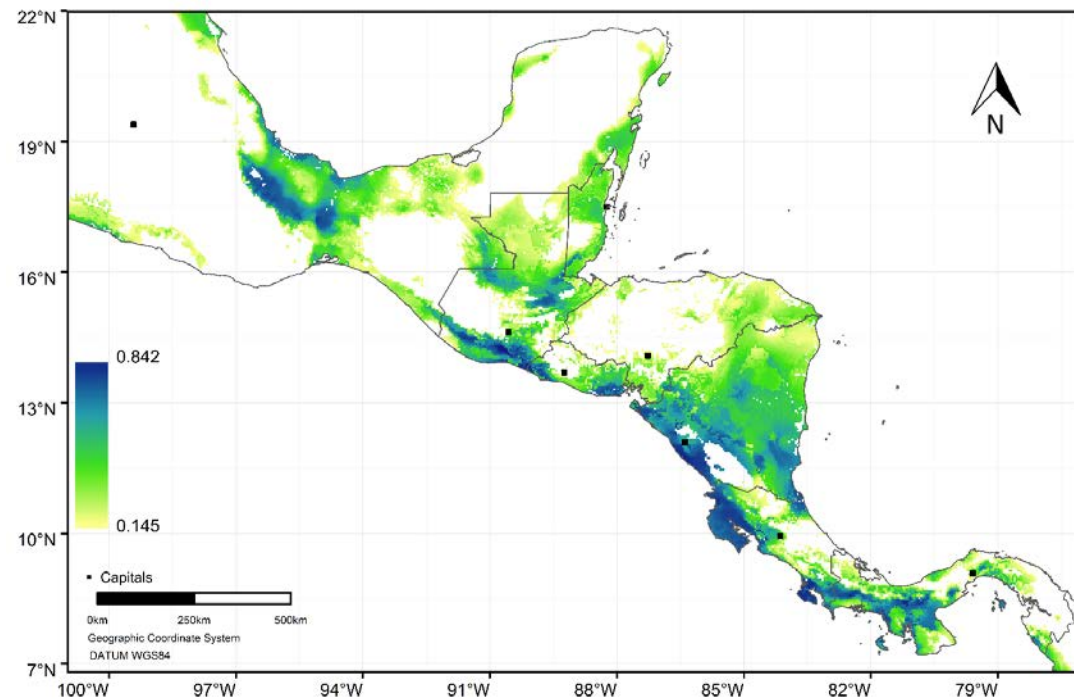 22°N
19°N
16°N
13°N
10°N
7°N
N
0.842
0.145
Capitals
0km 250km 500km
Geographic Coordinate System
DATUM WGS84
100°W 97°W 94°W 91°W 88°W 85°W 82°W 79°W